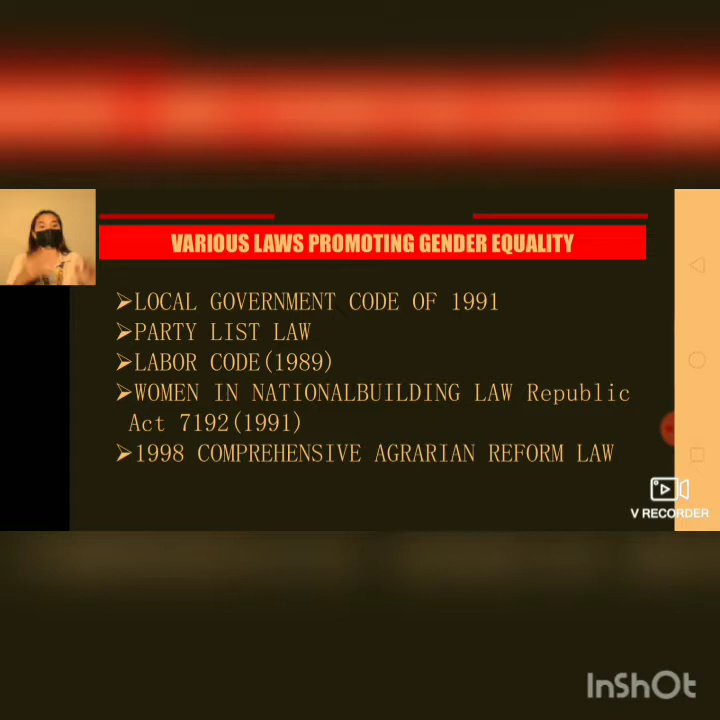 VARIOUS LAWS PROMOTING GENDER EQUALITY
➢LOCAL GOVERNMENT CODE OF 1991
➢PARTY LIST LAW
➢LABOR CODE(1989)
➢WOMEN IN NATIONALBUILDING LAW Republic
Act 7192(1991)
➢1998 COMPREHENSIVE AGRARIAN REFORM LAW
V RECORDER
InShOt